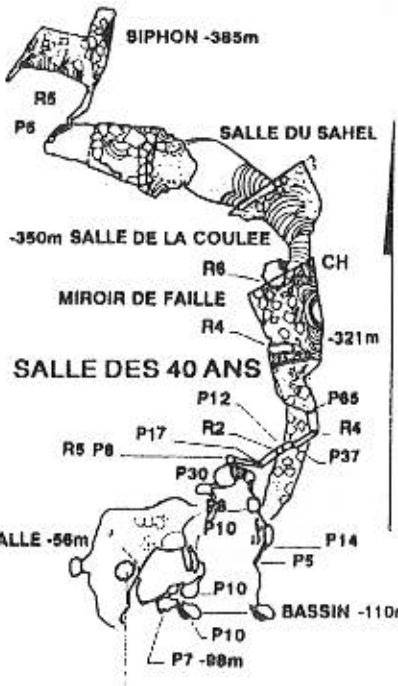 SIPHON -385m
R5
P6
SALLE DU SAHEL
-350m SALLE DE LA COULEE
R6
CH
MIROIR DE FAILLE
R4
-321m
SALLE DES 40 ANS
P12
P65
P17
R2
R4
R5 P8
P37
P30
P8
P10
ALLE -56m
P14
P5
P10
BASSIN -110m
P10
P7 -98m